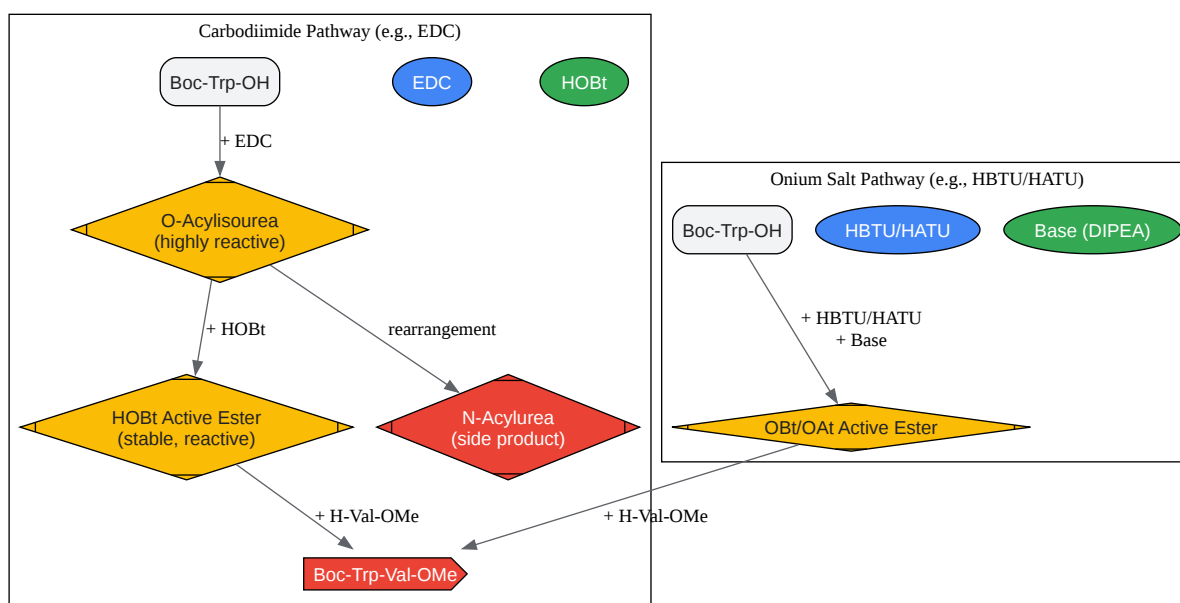 Carbodiimide Pathway (e.g., EDC)
Boc-Trp-OH
EDC
HOBt
+ EDC
O-Acylisourea
(highly reactive)
+ HOBt
rearrangement
HOBt Active Ester
(stable, reactive)
N-Acylurea
(side product)
+ H-Val-OMe
Boc-Trp-Val-OMe
Onium Salt Pathway (e.g., HBTU/HATU)
Boc-Trp-OH
HBTU/HATU
Base (DIPEA)
+ HBTU/HATU
+ Base
OBt/OAt Active Ester
+ H-Val-OMe